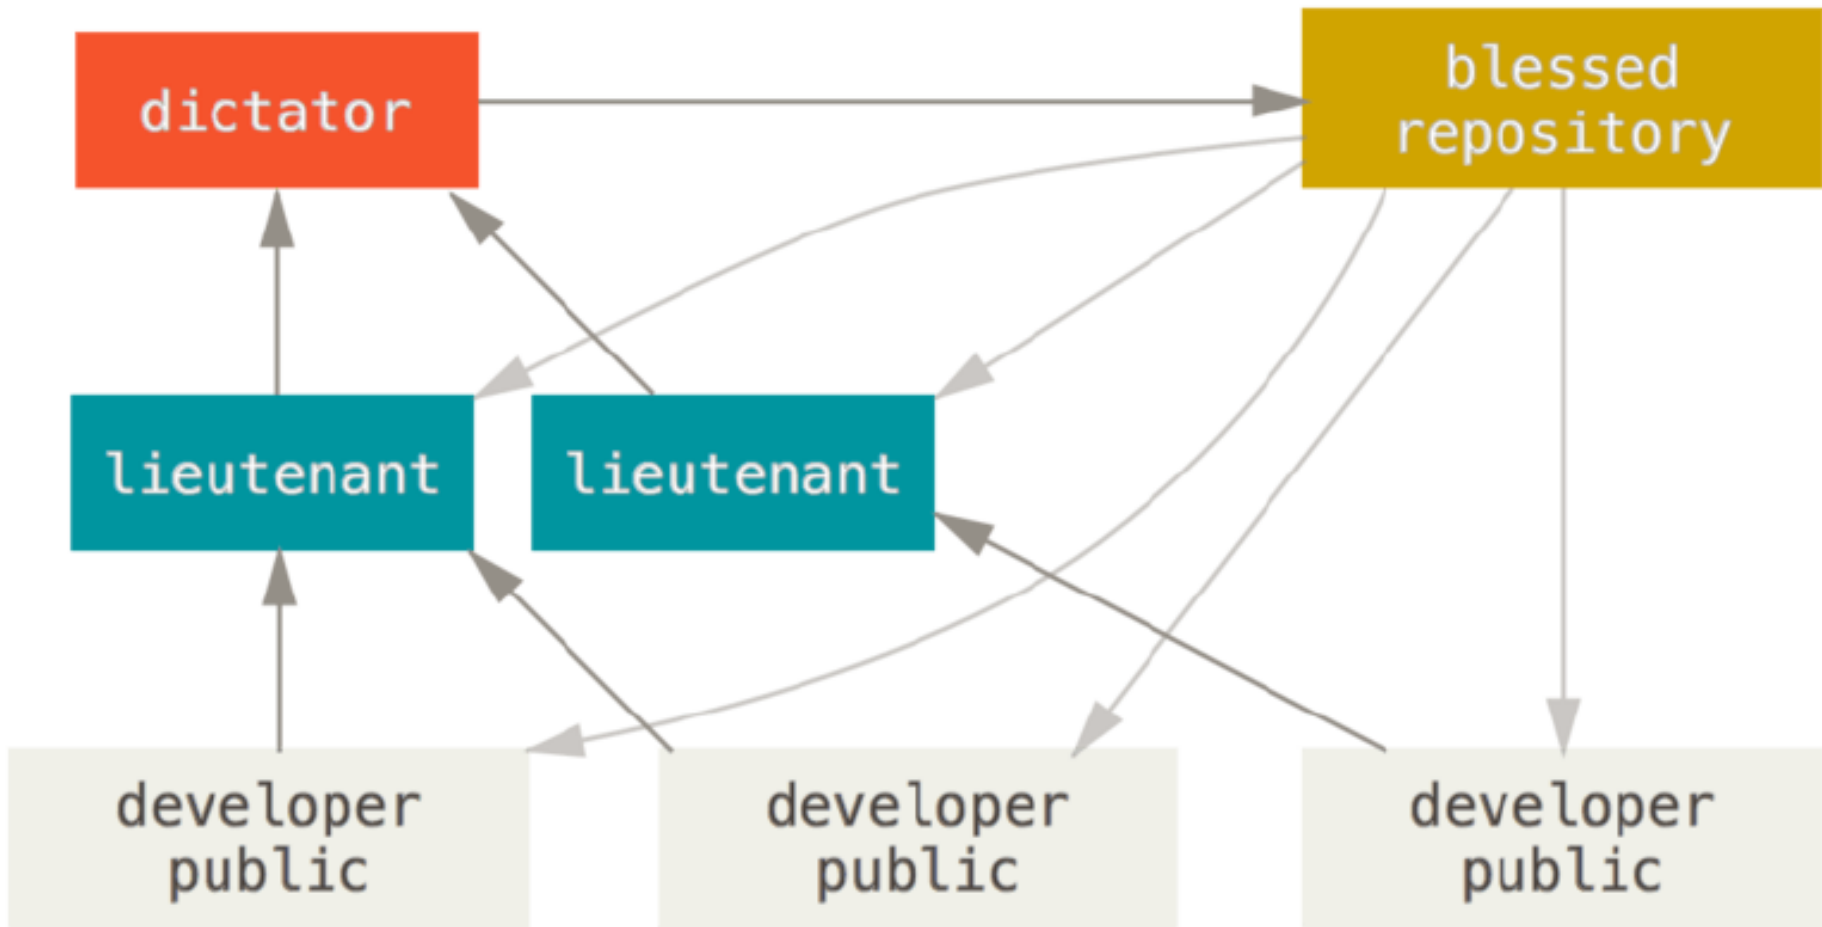 dictator
blessed
repository
lieutenant
lieutenant
developer
public
developer
public
developer
public